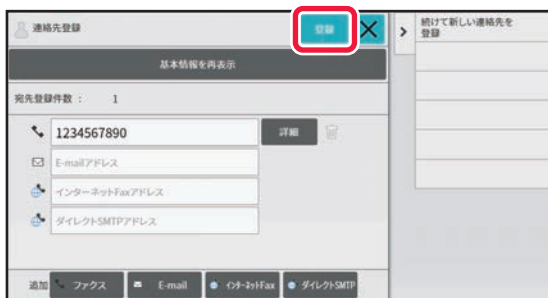 連絡先登録
登録
続けて新しい連絡先を
登録
基本情報を再表示
宛先登録件数： 1
1234567890
詳細
E-mailアドレス
インターネットFaxアドレス
ダイレクトSMTPアドレス
追加
ファクス
E-mail
インターネットFax
ダイレクトSMTP